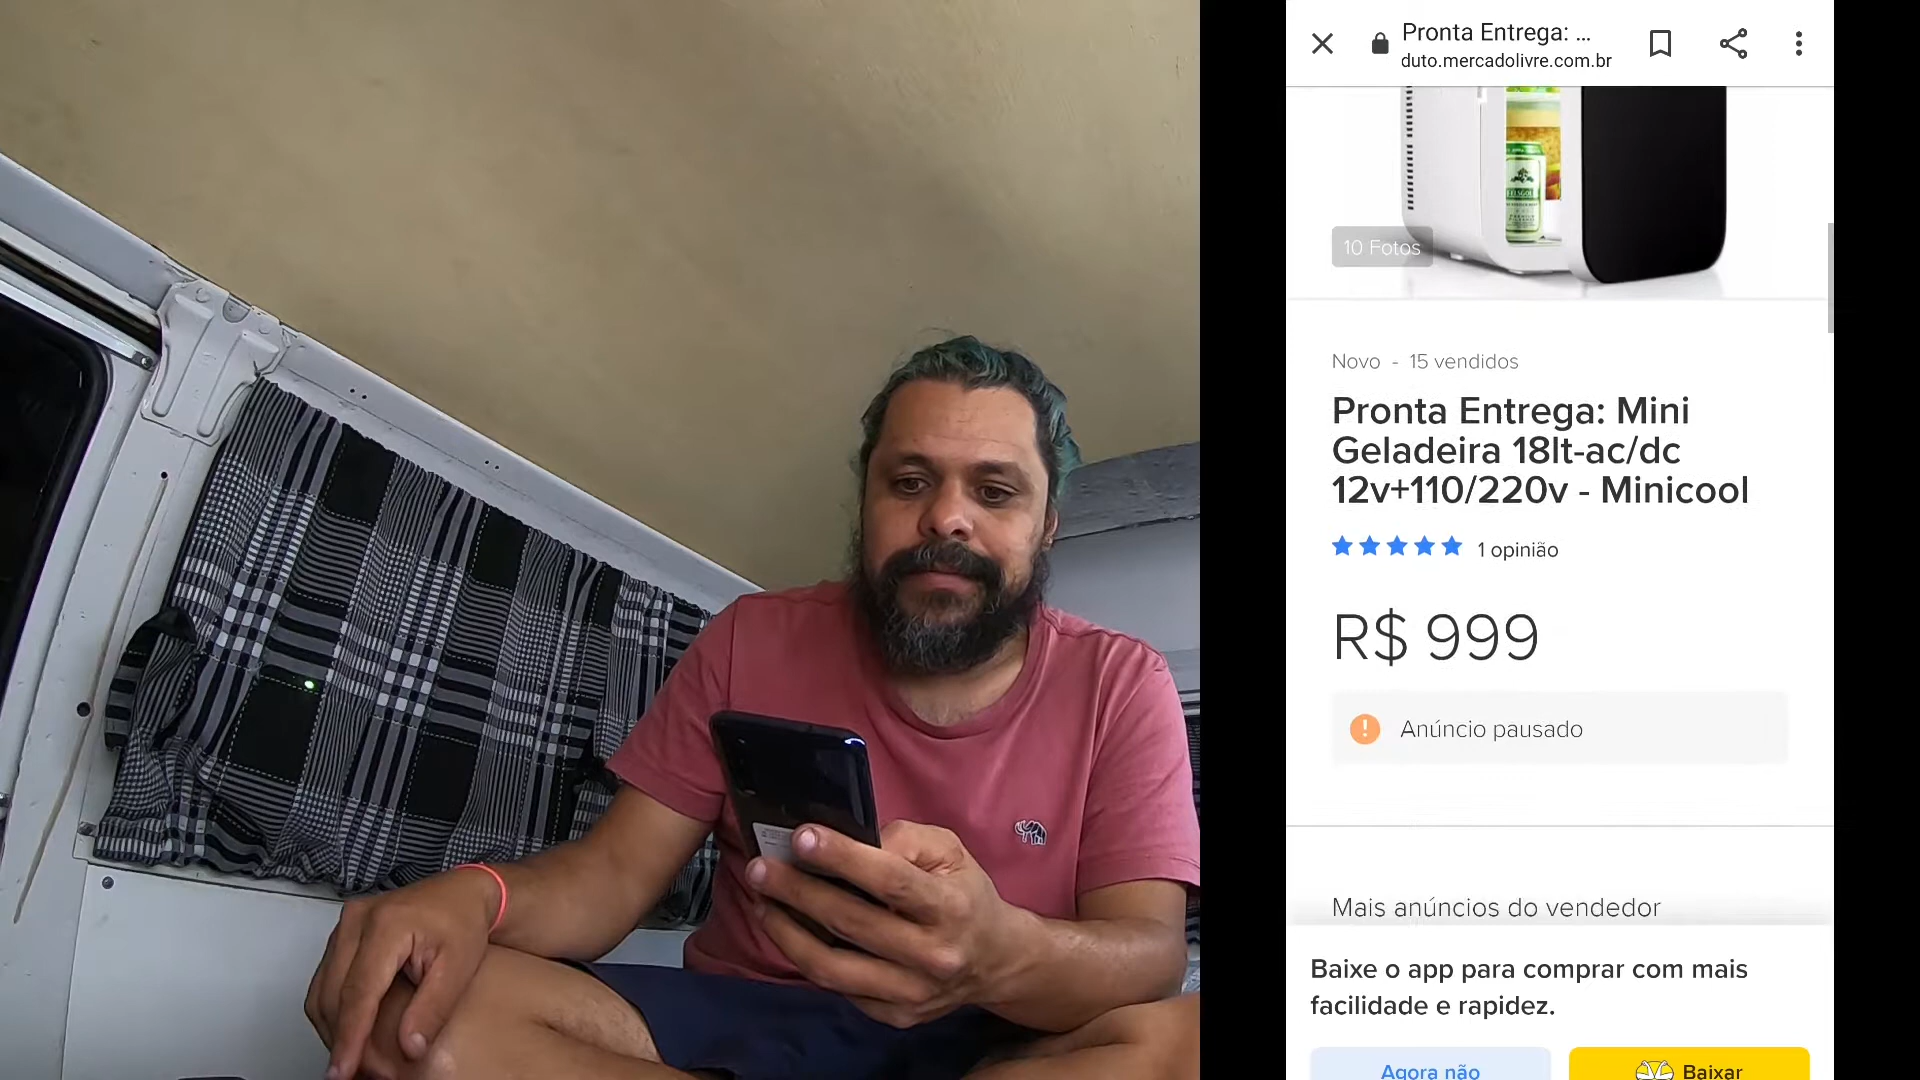 Pronta Entrega: ...
duto.mercadolivre.com.br
10 Fotos
Novo - 15 vendidos
Pronta Entrega: Mini
Geladeira 18lt-ac/dc
12v+110/220v - Minicool
1 opinião
R$ 999
Anúncio pausado
Mais anúncios do vendedor
Baixe o app para comprar com mais
facilidade e rapidez.
Agora não
Baixar